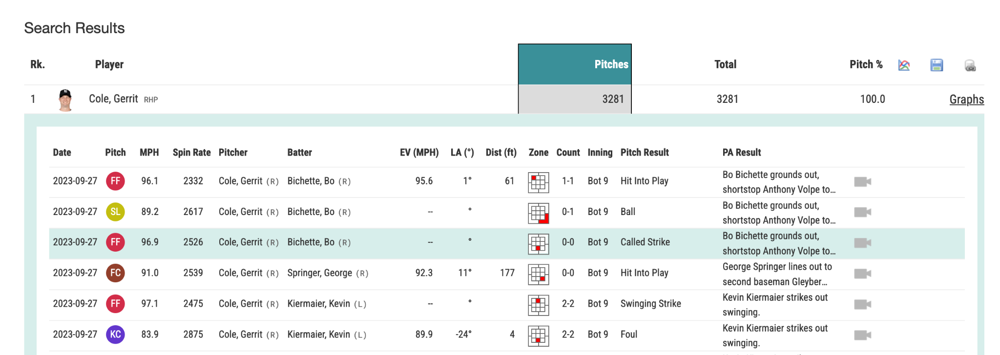 Search Results
Rk. Player Pitches Total Pitch %
1 Cole, Gerrit RHP 3281 3281 100.0 Graphs
Date Pitch MPH Spin Rate Pitcher Batter EV (MPH) LA (°) Dist (ft) Zone Count Inning Pitch Result PA Result
2023-09-27 FF 96.1 2332 Cole, Gerrit (R) Bichette, Bo (R) 95.6 1° 61 1-1 Bot 9 Hit Into Play Bo Bichette grounds out,
shortstop Anthony Volpe to...
2023-09-27 SL 89.2 2617 Cole, Gerrit (R) Bichette, Bo (R) -- ° 0-1 Bot 9 Ball Bo Bichette grounds out,
shortstop Anthony Volpe to...
2023-09-27 FF 96.9 2526 Cole, Gerrit (R) Bichette, Bo (R) -- ° 0-0 Bot 9 Called Strike Bo Bichette grounds out,
shortstop Anthony Volpe to...
2023-09-27 FC 91.0 2539 Cole, Gerrit (R) Springer, George (R) 92.3 11° 177 0-0 Bot 9 Hit Into Play George Springer lines out to
second baseman Gleyber...
2023-09-27 FF 97.1 2475 Cole, Gerrit (R) Kiermaier, Kevin (L) -- ° 2-2 Bot 9 Swinging Strike Kevin Kiermaier strikes out
swinging.
2023-09-27 KC 83.9 2875 Cole, Gerrit (R) Kiermaier, Kevin (L) 89.9 -24° 4 2-2 Bot 9 Foul Kevin Kiermaier strikes out
swinging.